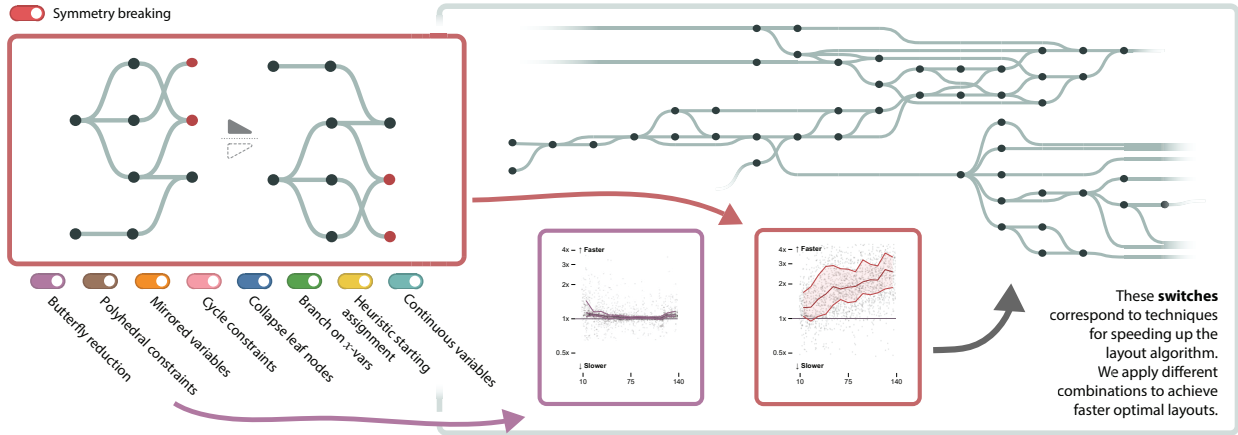 Symmetry breaking
Butterfly reduction
Polyhedral constraints
Mirrored variables
Cycle constraints
Collapse leaf nodes
Branch on x-vars
Heuristic starting
assignment
Continuous variables
4x
↑ Faster
3x
2x
1x
0.5x
↓ Slower
10
75
140
4x
↑ Faster
3x
2x
1x
0.5x
↓ Slower
10
75
140
These switches
correspond to techniques
for speeding up the
layout algorithm.
We apply different
combinations to achieve
faster optimal layouts.